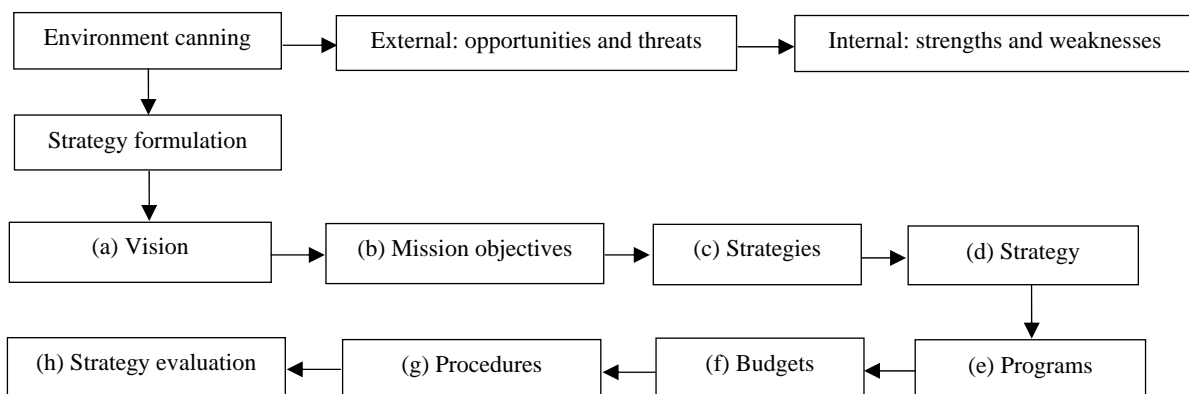 Environment canning
External: opportunities and threats
Internal: strengths and weaknesses
Strategy formulation
(a) Vision
(b) Mission objectives
(c) Strategies
(d) Strategy
(h) Strategy evaluation
(g) Procedures
(f) Budgets
(e) Programs